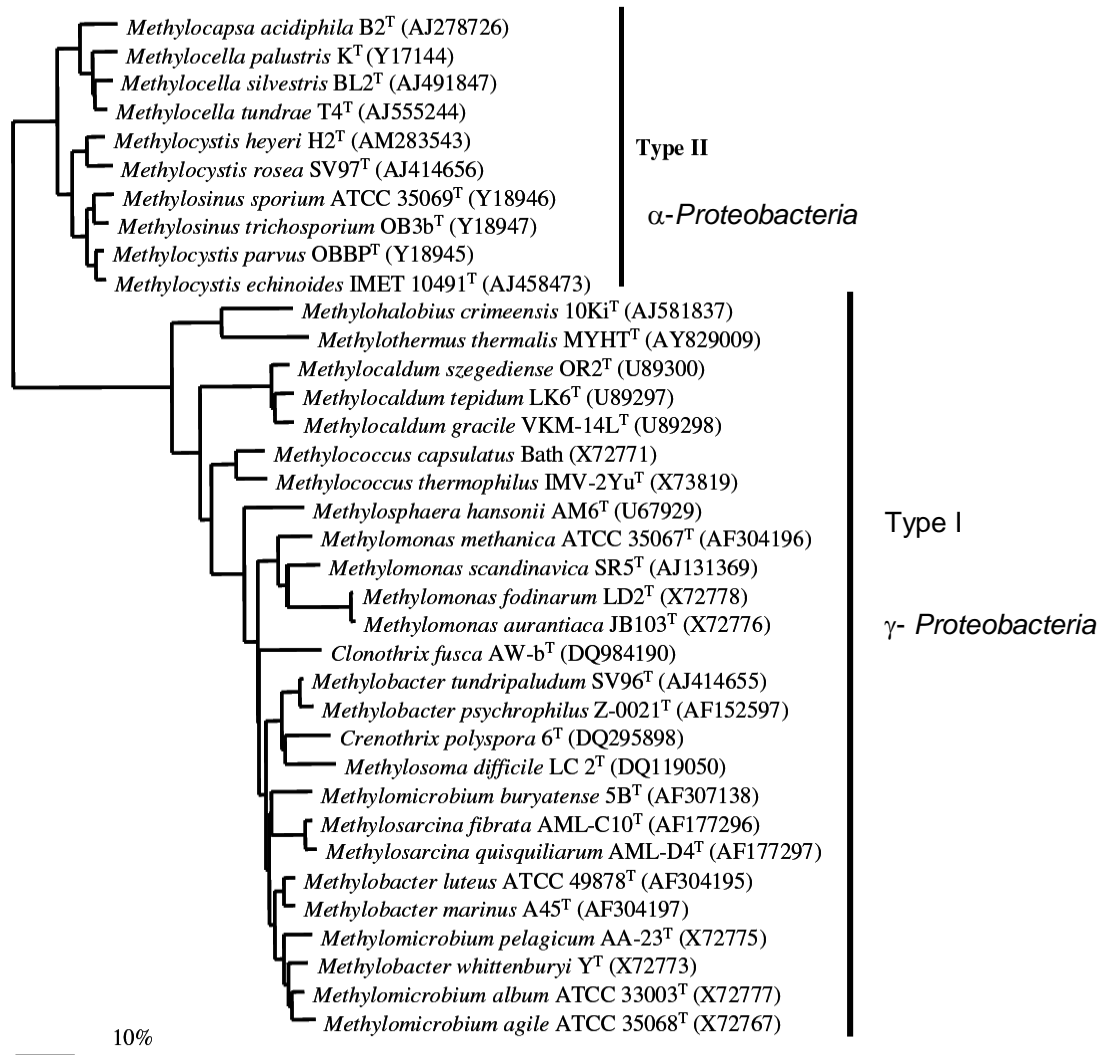 Methylocapsa acidiphila B2ᵀ (AJ278726)
Methylocella palustris Kᵀ (Y17144)
Methylocella silvestris BL2ᵀ (AJ491847)
Methylocella tundrae T4ᵀ (AJ555244)
Methylocystis heyeri H2ᵀ (AM283543)
Type II
Methylocystis rosea SV97ᵀ (AJ414656)
Methylosinus sporium ATCC 35069ᵀ (Y18946)
α-Proteobacteria
Methylosinus trichosporium OB3bᵀ (Y18947)
Methylocystis parvus OBBPᵀ (Y18945)
Methylocystis echinoides IMET 10491ᵀ (AJ458473)
Methylohalobius crimeensis 10Kiᵀ (AJ581837)
Methylothermus thermalis MYHTᵀ (AY829009)
Methylocaldum szegediense OR2ᵀ (U89300)
Methylocaldum tepidum LK6ᵀ (U89297)
Methylocaldum gracile VKM-14Lᵀ (U89298)
Methylococcus capsulatus Bath (X72771)
Methylococcus thermophilus IMV-2Yuᵀ (X73819)
Methylosphaera hansonii AM6ᵀ (U67929)
Type I
Methylomonas methanica ATCC 35067ᵀ (AF304196)
Methylomonas scandinavica SR5ᵀ (AJ131369)
Methylomonas fodinarum LD2ᵀ (X72778)
Methylomonas aurantiaca JB103ᵀ (X72776)
γ- Proteobacteria
Clonothrix fusca AW-bᵀ (DQ984190)
Methylobacter tundripaludum SV96ᵀ (AJ414655)
Methylobacter psychrophilus Z-0021ᵀ (AF152597)
Crenothrix polyspora 6ᵀ (DQ295898)
Methylosoma difficile LC 2ᵀ (DQ119050)
Methylomicrobium buryatense 5Bᵀ (AF307138)
Methylosarcina fibrata AML-C10ᵀ (AF177296)
Methylosarcina quisquiliarum AML-D4ᵀ (AF177297)
Methylobacter luteus ATCC 49878ᵀ (AF304195)
Methylobacter marinus A45ᵀ (AF304197)
Methylomicrobium pelagicum AA-23ᵀ (X72775)
Methylobacter whittenburyi Yᵀ (X72773)
Methylomicrobium album ATCC 33003ᵀ (X72777)
Methylomicrobium agile ATCC 35068ᵀ (X72767)
10%